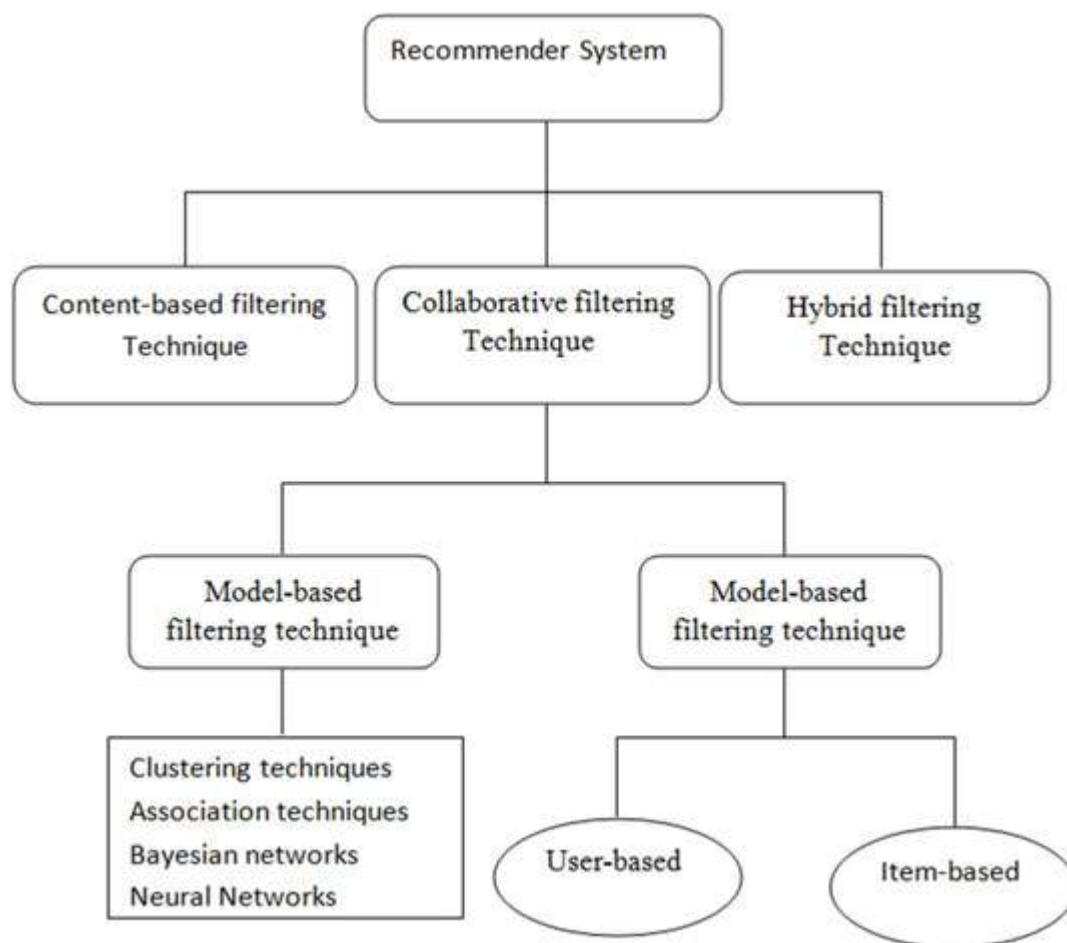 Recommender System
Content-based filtering
Technique
Collaborative filtering
Technique
Hybrid filtering
Technique
Model-based
filtering technique
Model-based
filtering technique
Clustering techniques
Association techniques
Bayesian networks
Neural Networks
User-based
Item-based